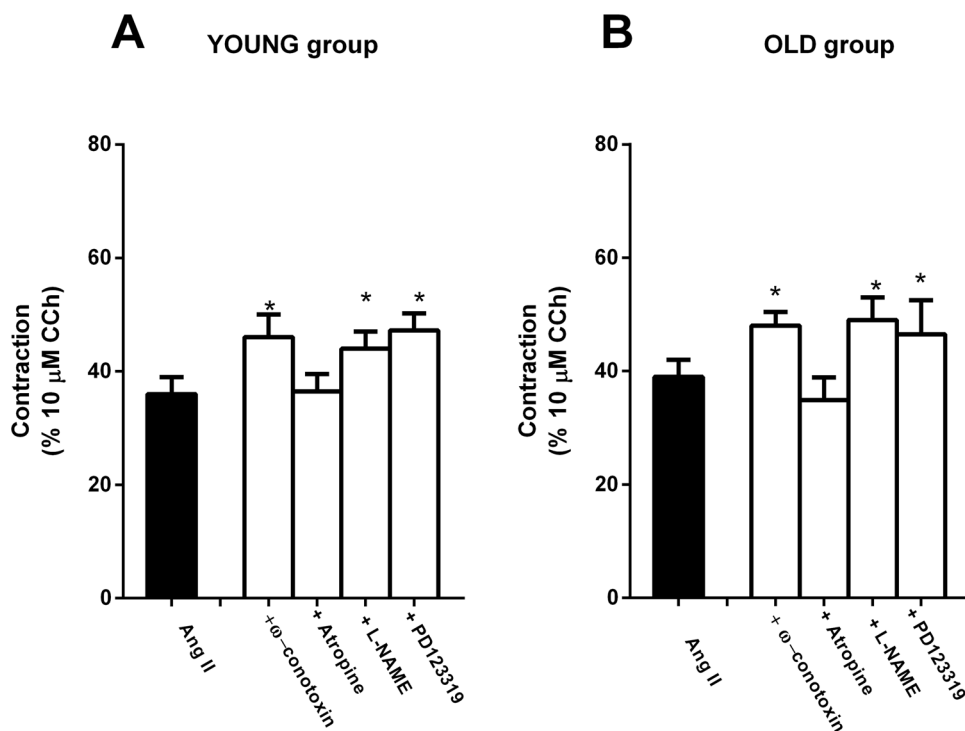 A
YOUNG group
80
60
40
20
0
Contraction
(% 10 μM CCh)
*
*
*
Ang II
+ ω–conotoxin
+ Atropine
+ L-NAME
+ PD123319
B
OLD group
80
60
40
20
0
Contraction
(% 10 μM CCh)
*
*
*
Ang II
+ ω–conotoxin
+ Atropine
+ L-NAME
+ PD123319